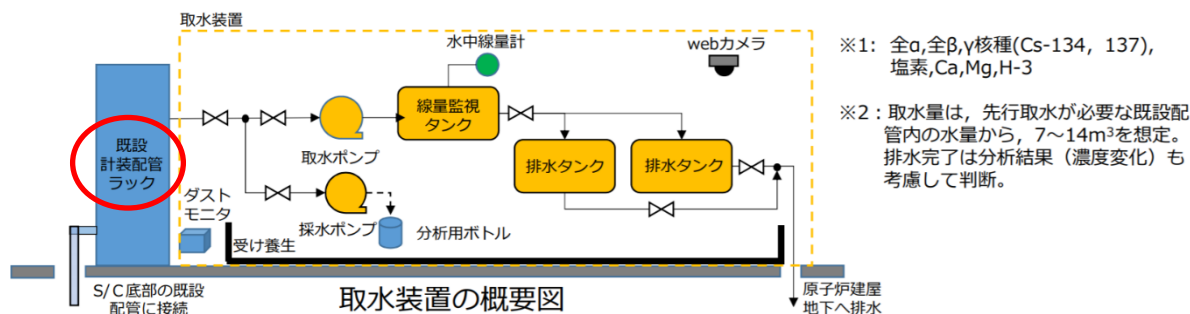 取水装置
水中線量計
webカメラ
線量監視
タンク
既設
計装配管
ラック
取水ポンプ
排水タンク
排水タンク
ダスト
モニタ
採水ポンプ
分析用ボトル
受け養生
S/C底部の既設
配管に接続
取水装置の概要図
原子炉建屋
地下へ排水
※1: 全α,全β,γ核種(Cs-134, 137),
塩素,Ca,Mg,H-3
※2：取水量は，先行取水が必要な既設配
管内の水量から，7～14m³を想定。
排水完了は分析結果（濃度変化）も
考慮して判断。